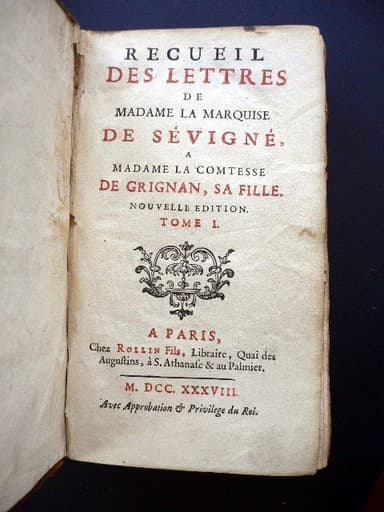 RECUEIL
DES LETTRES
DE
MADAME LA MARQUISE
DE SÉVIGNÉ,
A
MADAME LA COMTESSE
DE GRIGNAN, SA FILLE.
NOUVELLE EDITION.
TOME I.
A PARIS,
Chez ROLLIN Fils, Libraire, Quai des
Augustins, à S. Athanase & au Palmier.
M. DCC. XXXVIII.
Avec Approbation & Privilege du Roi.